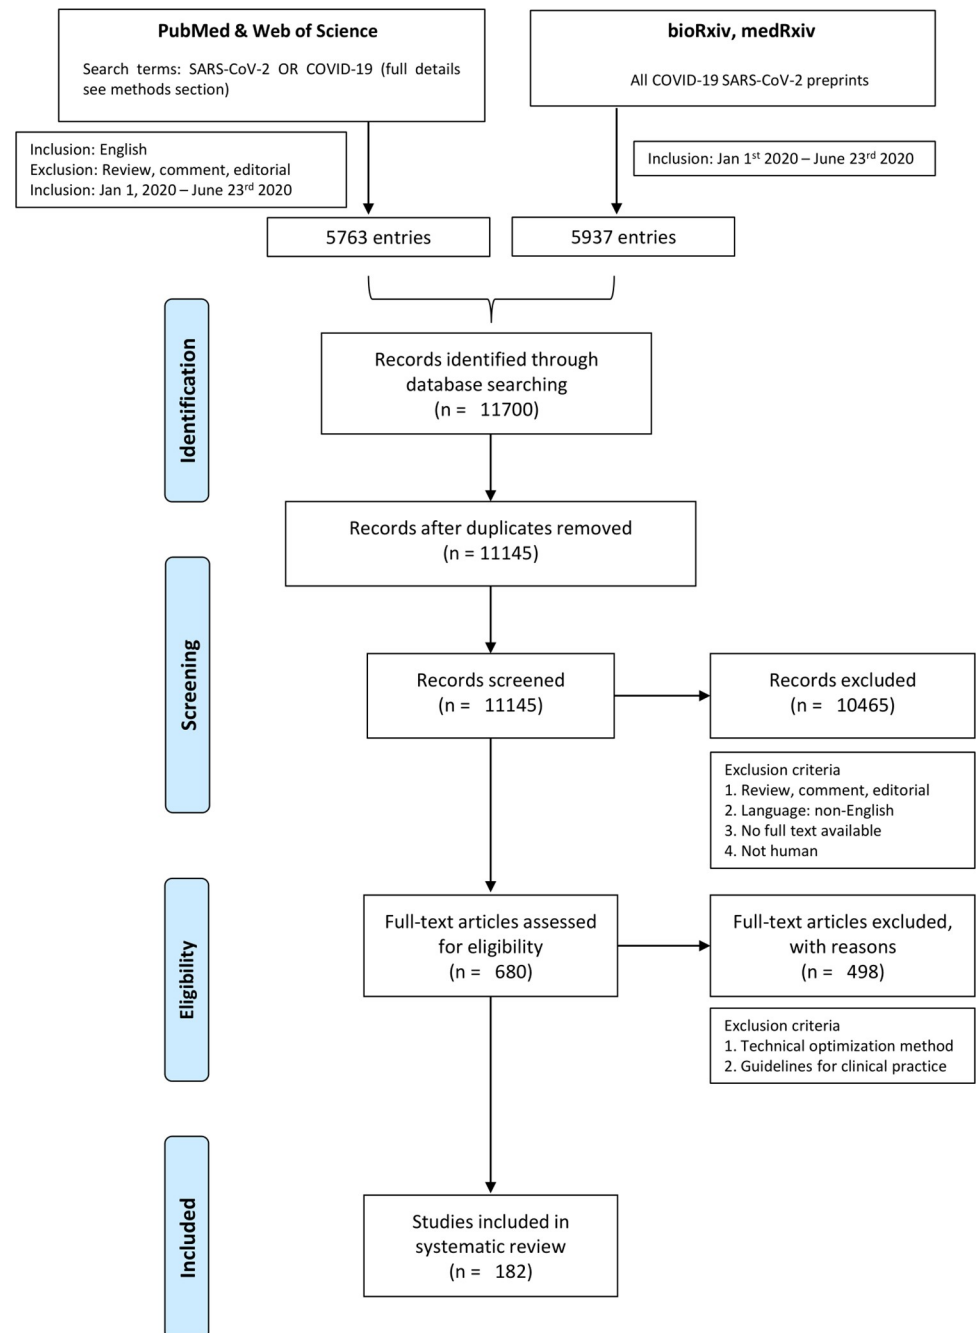 PubMed & Web of Science
Search terms: SARS-CoV-2 OR COVID-19 (full details
see methods section)
bioRxiv, medRxiv
All COVID-19 SARS-CoV-2 preprints
Inclusion: English
Exclusion: Review, comment, editorial
Inclusion: Jan 1, 2020 – June 23rd 2020
Inclusion: Jan 1st 2020 – June 23rd 2020
5763 entries
5937 entries
Identification
Records identified through
database searching
(n = 11700)
Records after duplicates removed
(n = 11145)
Screening
Records screened
(n = 11145)
Records excluded
(n = 10465)
Exclusion criteria
1. Review, comment, editorial
2. Language: non-English
3. No full text available
4. Not human
Eligibility
Full-text articles assessed
for eligibility
(n = 680)
Full-text articles excluded,
with reasons
(n = 498)
Exclusion criteria
1. Technical optimization method
2. Guidelines for clinical practice
Included
Studies included in
systematic review
(n = 182)